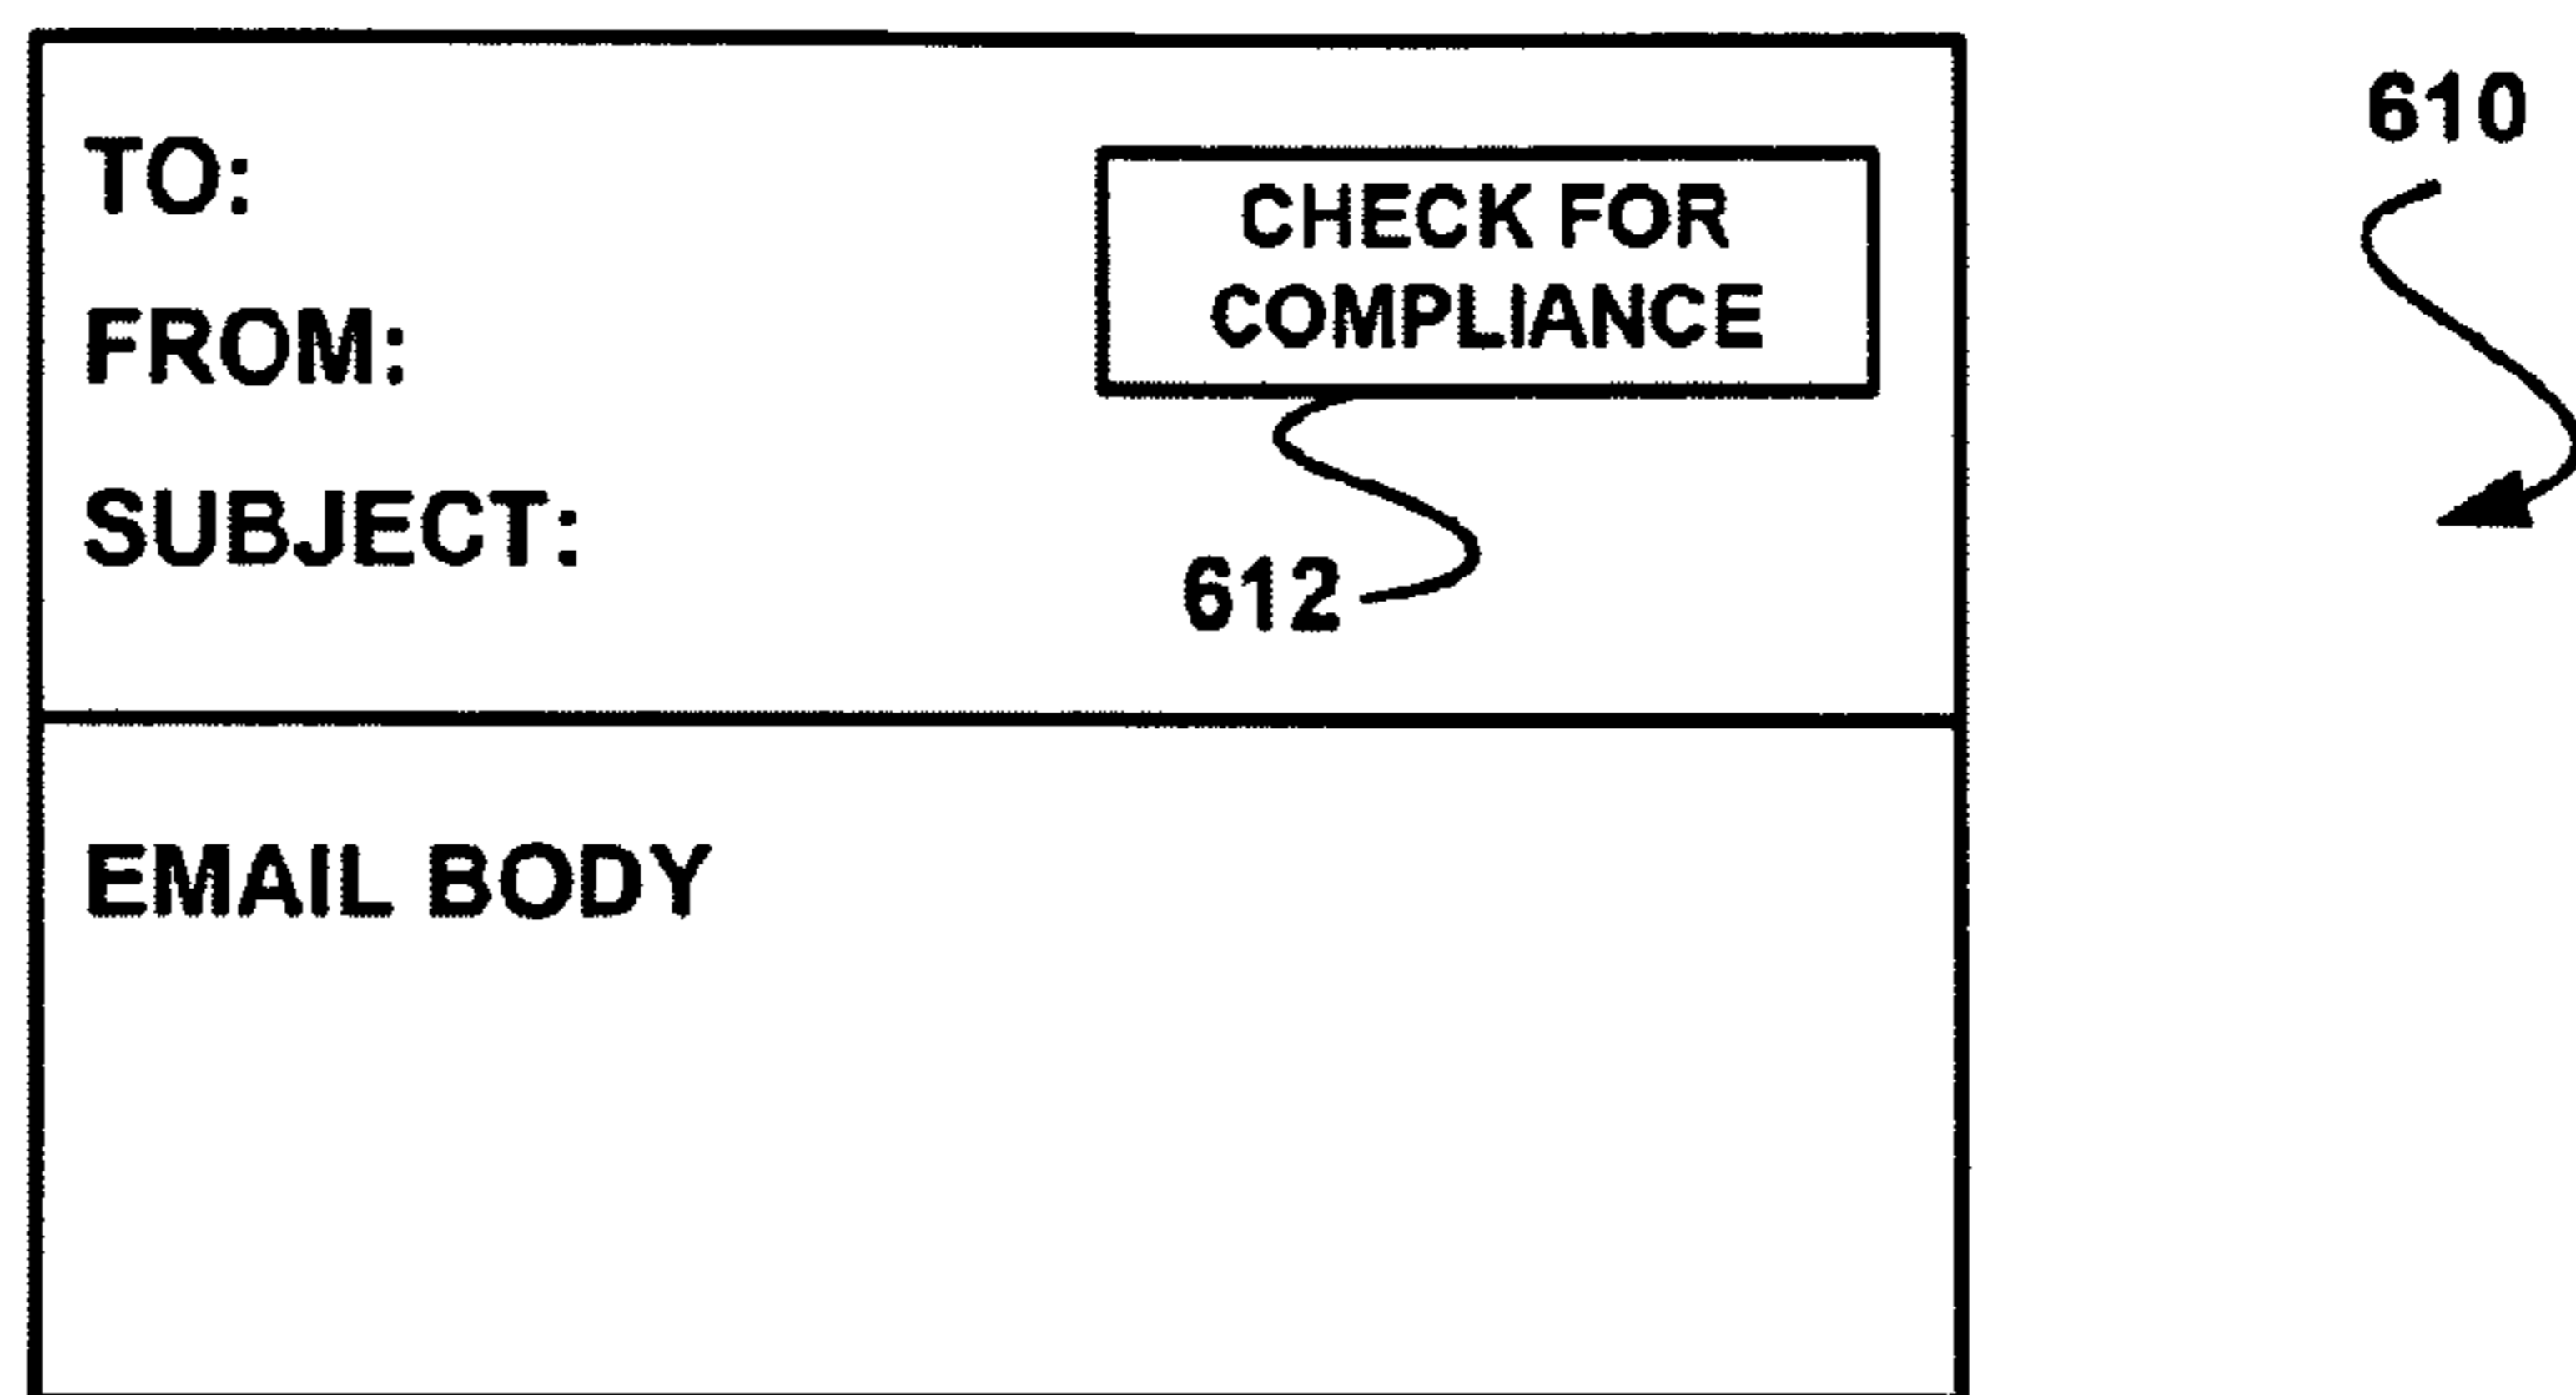 610
TO:
CHECK FOR
COMPLIANCE
FROM:
SUBJECT:
612
EMAIL BODY